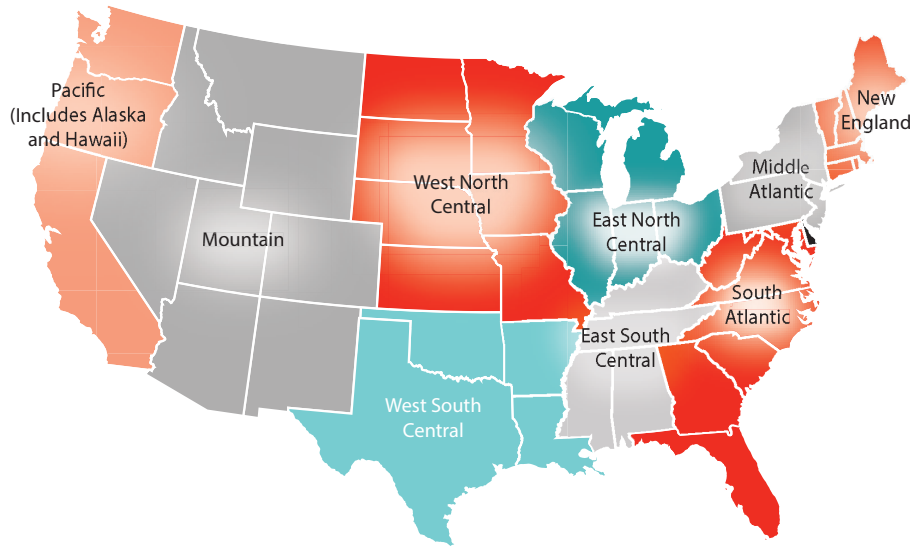 Pacific
(Includes Alaska
and Hawaii)
New
England
Middle
Atlantic
West North
Central
East North
Central
Mountain
South
Atlantic
East South
Central
West South
Central